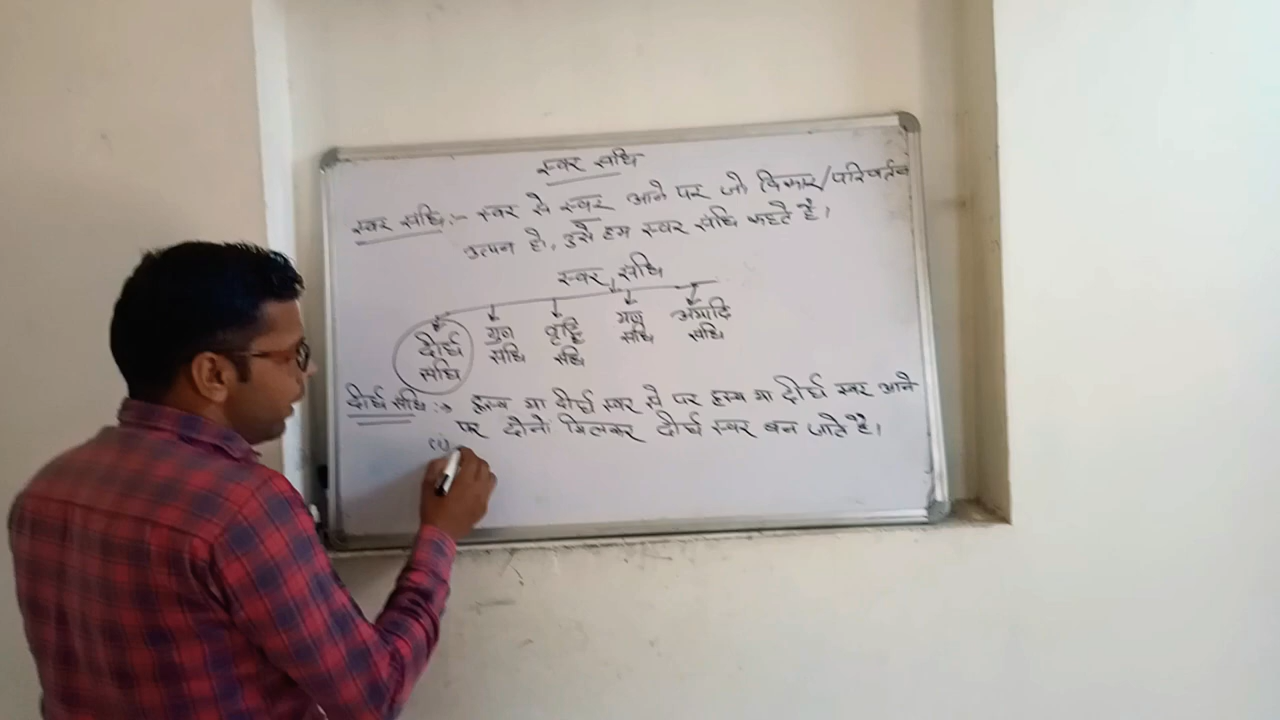 स्वर संधि
स्वर संधि :- स्वर से स्वर आने पर जो विकार/परिवर्तन
उत्पन हो, उसे हम स्वर संधि कहते है।
स्वर संधि
दीर्घ संधि
गुण संधि
वृद्धि संधि
यण संधि
अयादि संधि
दीर्घ संधि :→ ह्रस्व या दीर्घ स्वर से पर ह्रस्व या दीर्घ स्वर आने
पर दोनों मिलकर दीर्घ स्वर बन जाते है।
(i)